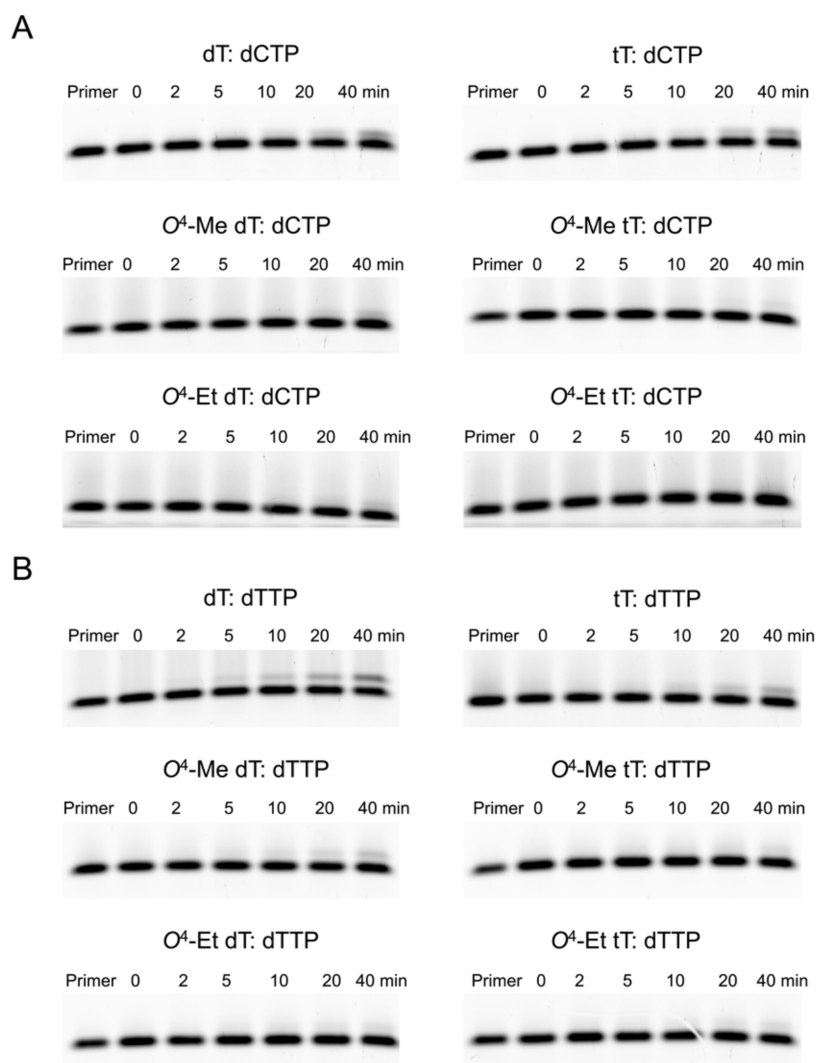 A
dT: dCTP
Primer 0 2 5 10 20 40 min
tT: dCTP
Primer 0 2 5 10 20 40 min
O⁴-Me dT: dCTP
Primer 0 2 5 10 20 40 min
O⁴-Me tT: dCTP
Primer 0 2 5 10 20 40 min
O⁴-Et dT: dCTP
Primer 0 2 5 10 20 40 min
O⁴-Et tT: dCTP
Primer 0 2 5 10 20 40 min
B
dT: dTTP
Primer 0 2 5 10 20 40 min
tT: dTTP
Primer 0 2 5 10 20 40 min
O⁴-Me dT: dTTP
Primer 0 2 5 10 20 40 min
O⁴-Me tT: dTTP
Primer 0 2 5 10 20 40 min
O⁴-Et dT: dTTP
Primer 0 2 5 10 20 40 min
O⁴-Et tT: dTTP
Primer 0 2 5 10 20 40 min